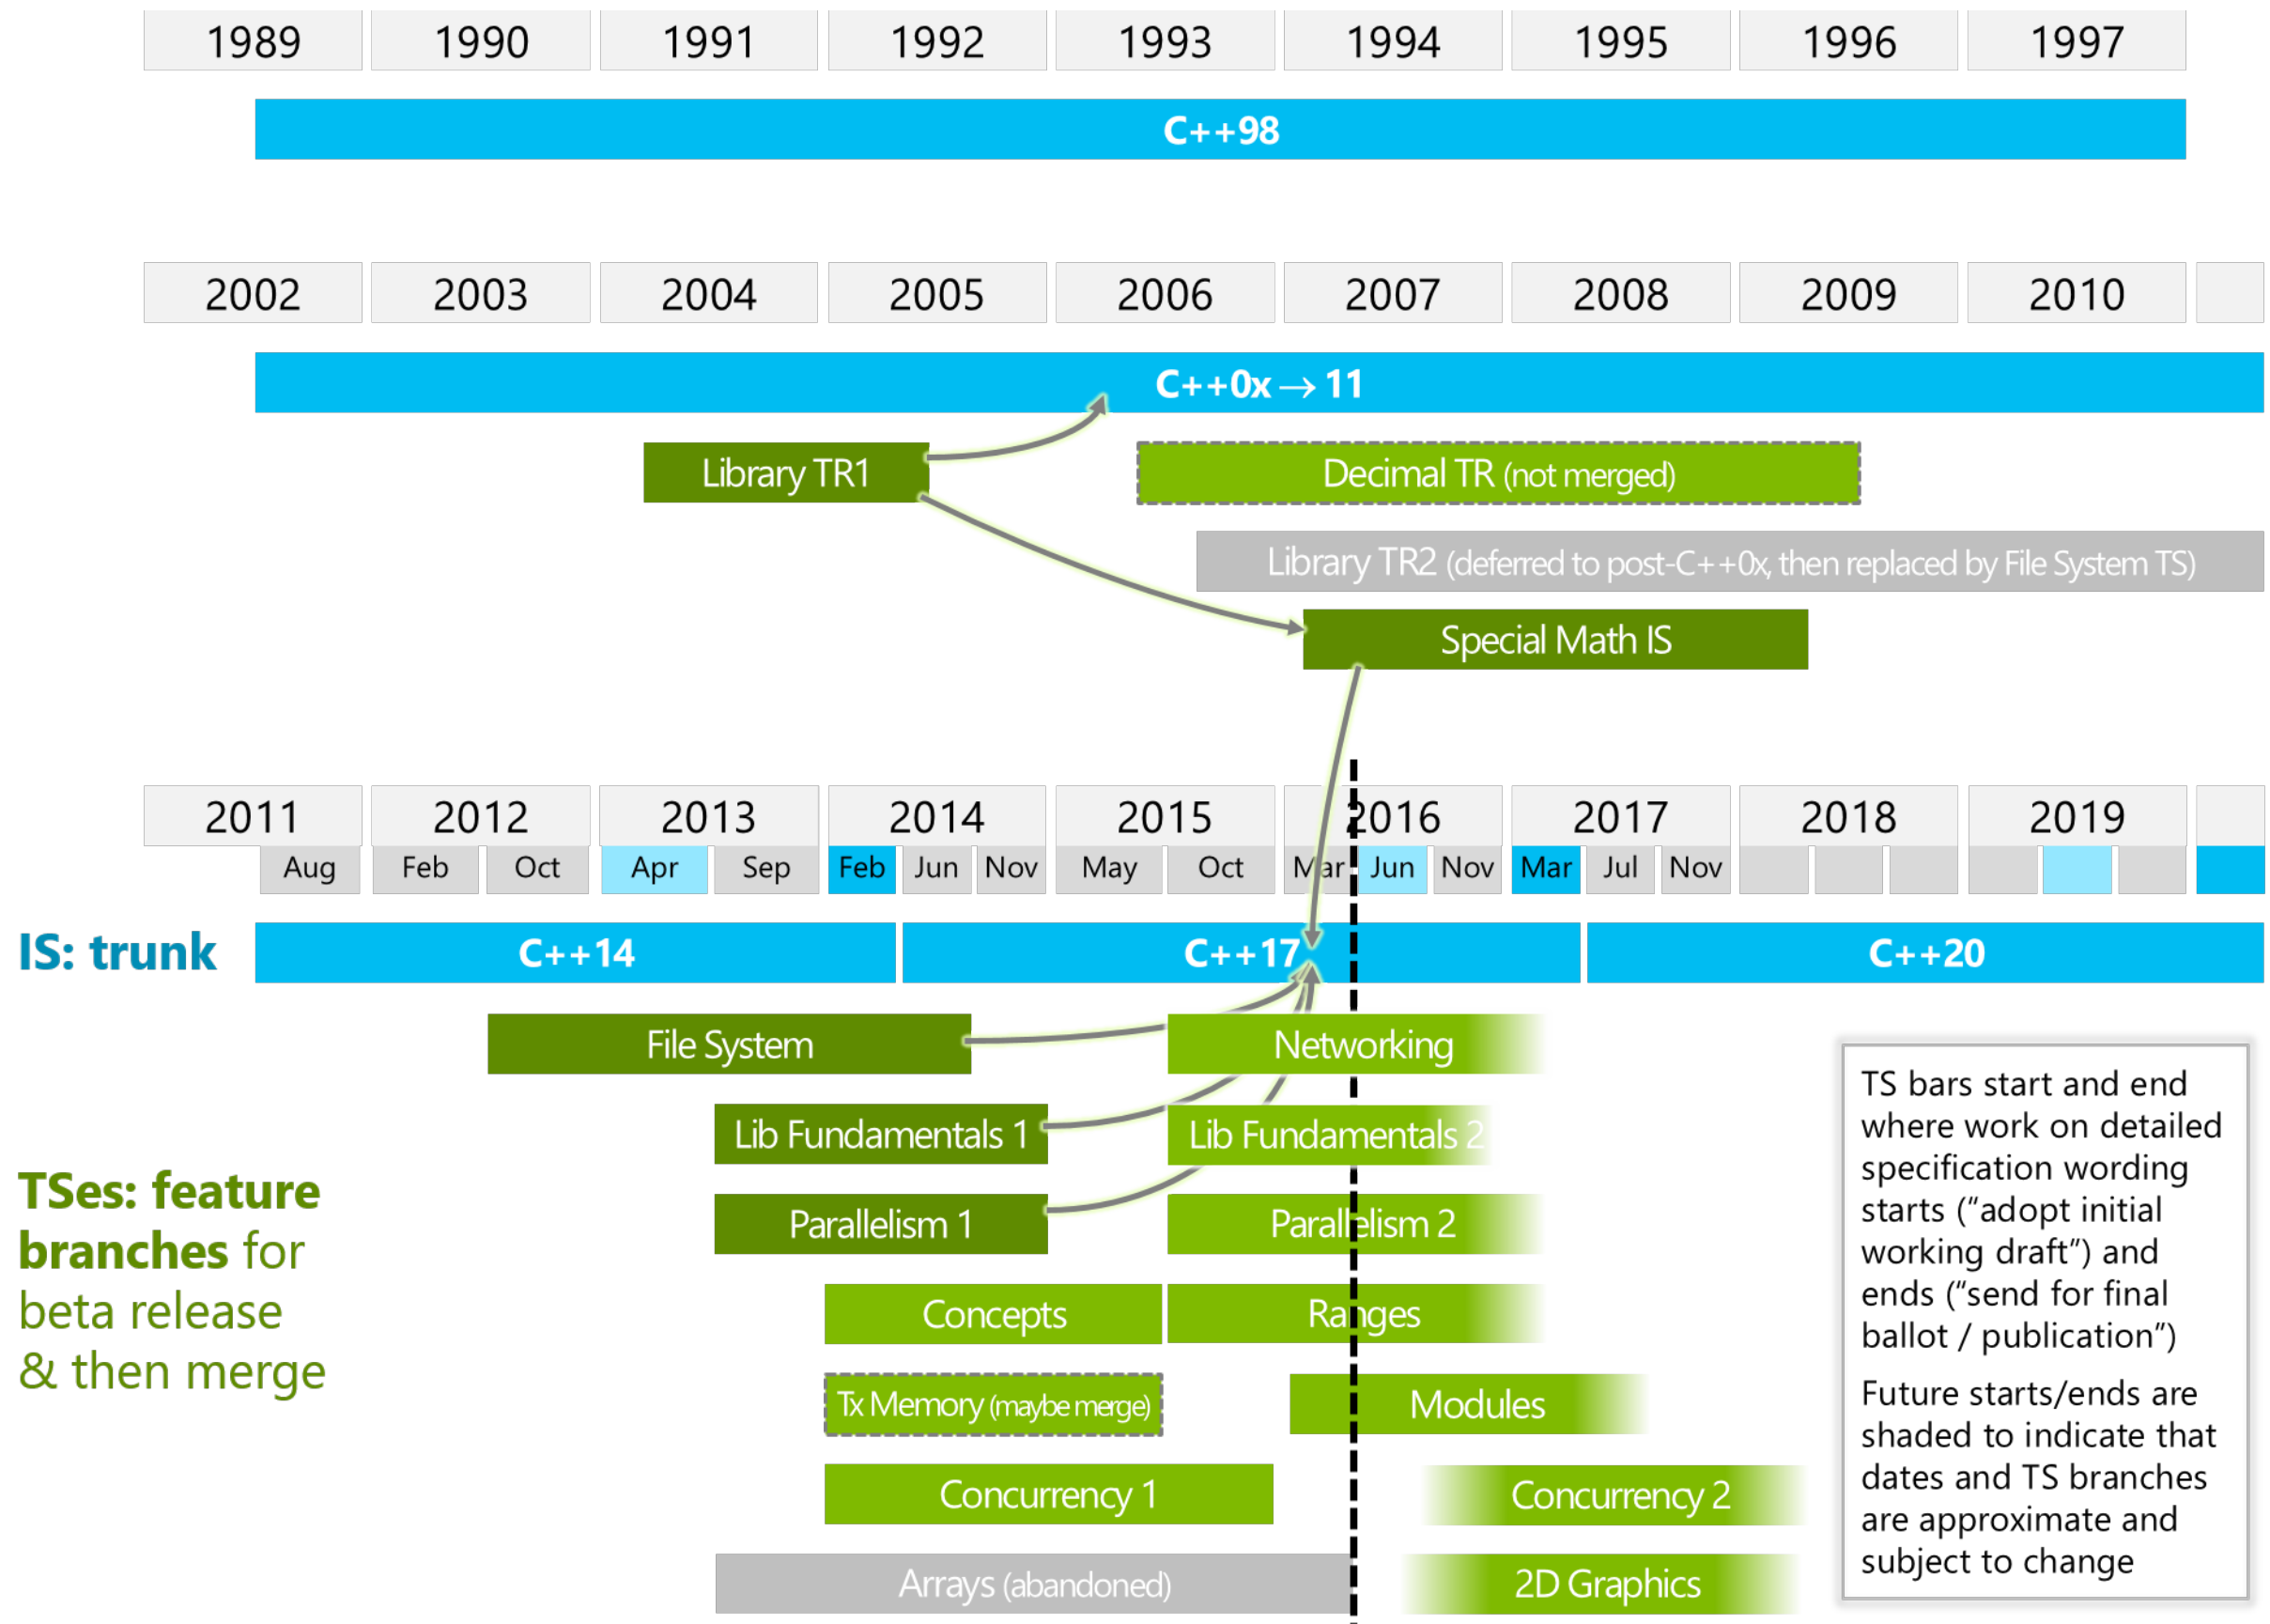 1989 1990 1991 1992 1993 1994 1995 1996 1997
C++98
2002 2003 2004 2005 2006 2007 2008 2009 2010
C++0x → 11
Library TR1
Decimal TR (not merged)
Library TR2 (deferred to post-C++0x, then replaced by File System TS)
Special Math IS
2011 2012 2013 2014 2015 2016 2017 2018 2019
Aug Feb Oct Apr Sep Feb Jun Nov May Oct Mar Jun Nov Mar Jul Nov
IS: trunk
C++14 C++17 C++20
File System Networking
Lib Fundamentals 1 Lib Fundamentals 2
Parallelism 1 Parallelism 2
Concepts Ranges
Tx Memory (maybe merge) Modules
Concurrency 1 Concurrency 2
Arrays (abandoned) 2D Graphics
TSes: feature
branches for
beta release
& then merge
TS bars start and end
where work on detailed
specification wording
starts (“adopt initial
working draft”) and
ends (“send for final
ballot / publication”)
Future starts/ends are
shaded to indicate that
dates and TS branches
are approximate and
subject to change